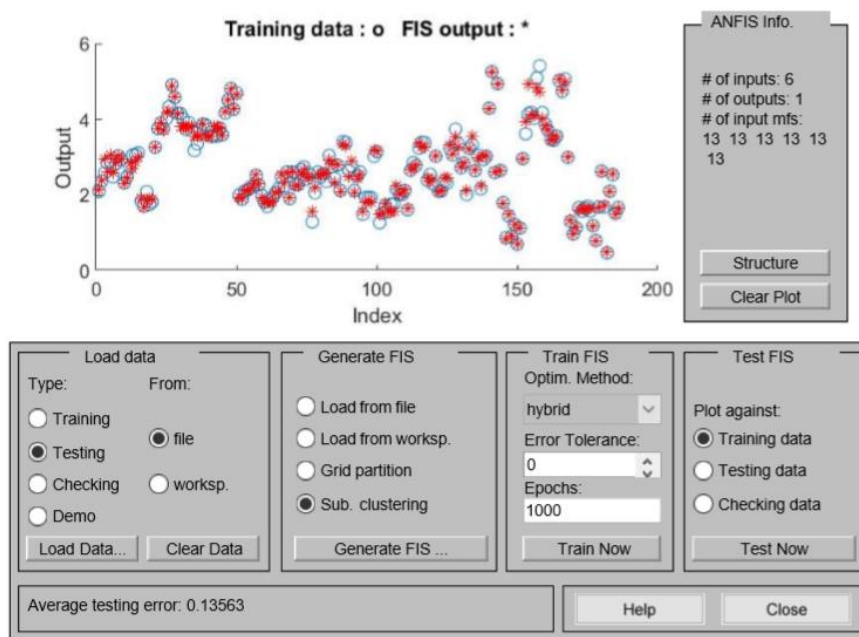 Training data : o   FIS output : *
Output
6
4
2
0
0
50
100
150
200
Index
ANFIS Info.
# of inputs: 6
# of outputs: 1
# of input mfs:
13 13 13 13 13
13
Structure
Clear Plot
Load data
Type:
From:
Training
Testing
Checking
Demo
file
worksp.
Load Data...
Clear Data
Generate FIS
Load from file
Load from worksp.
Grid partition
Sub. clustering
Generate FIS ...
Train FIS
Optim. Method:
hybrid
Error Tolerance:
0
Epochs:
1000
Train Now
Test FIS
Plot against:
Training data
Testing data
Checking data
Test Now
Average testing error: 0.13563
Help
Close